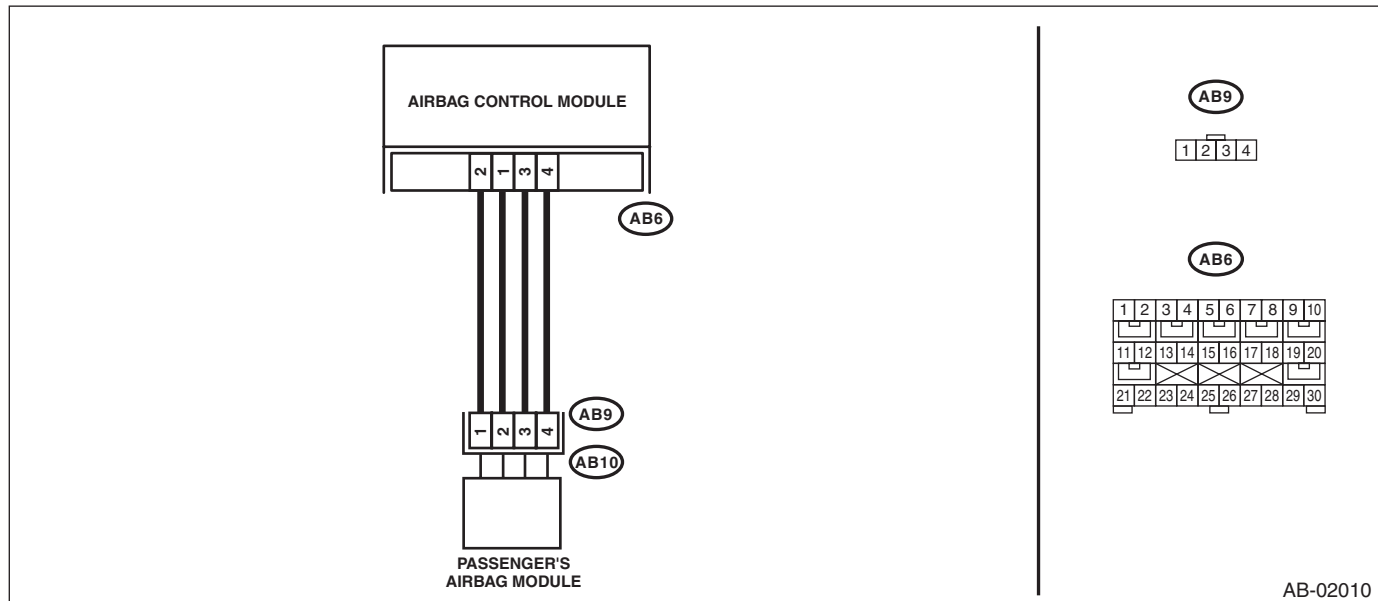 AIRBAG CONTROL MODULE
2 1 3 4
AB6
1 2 3 4
AB9
AB10
PASSENGER'S
AIRBAG MODULE
AB9
1 2 3 4
AB6
1 2 3 4 5 6 7 8 9 10
11 12 13 14 15 16 17 18 19 20
21 22 23 24 25 26 27 28 29 30
AB-02010